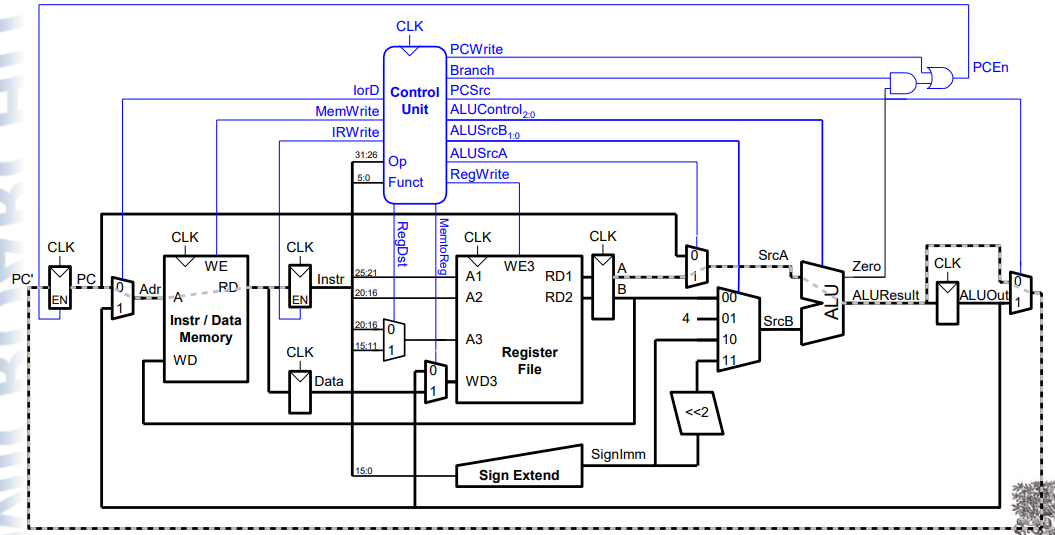 CLK
PCWrite
Branch
PCEn
IorD
Control
Unit
PCSrc
MemWrite
ALUControl2:0
IRWrite
ALUSrcB1:0
31:26
Op
ALUSrcA
5:0
Funct
RegWrite
RegDst
MemtoReg
CLK
CLK
CLK
CLK
CLK
CLK
PC'
EN
PC
0
1
Adr
WE
A
RD
Instr / Data
Memory
WD
EN
Instr
25:21
A1
WE3
RD1
A
0
1
SrcA
Zero
ALU
ALUResult
ALUOut
0
1
20:16
A2
RD2
B
00
4
01
SrcB
10
11
20:16
0
15:11
1
A3
Register
File
CLK
Data
0
1
WD3
<<2
SignImm
15:0
Sign Extend